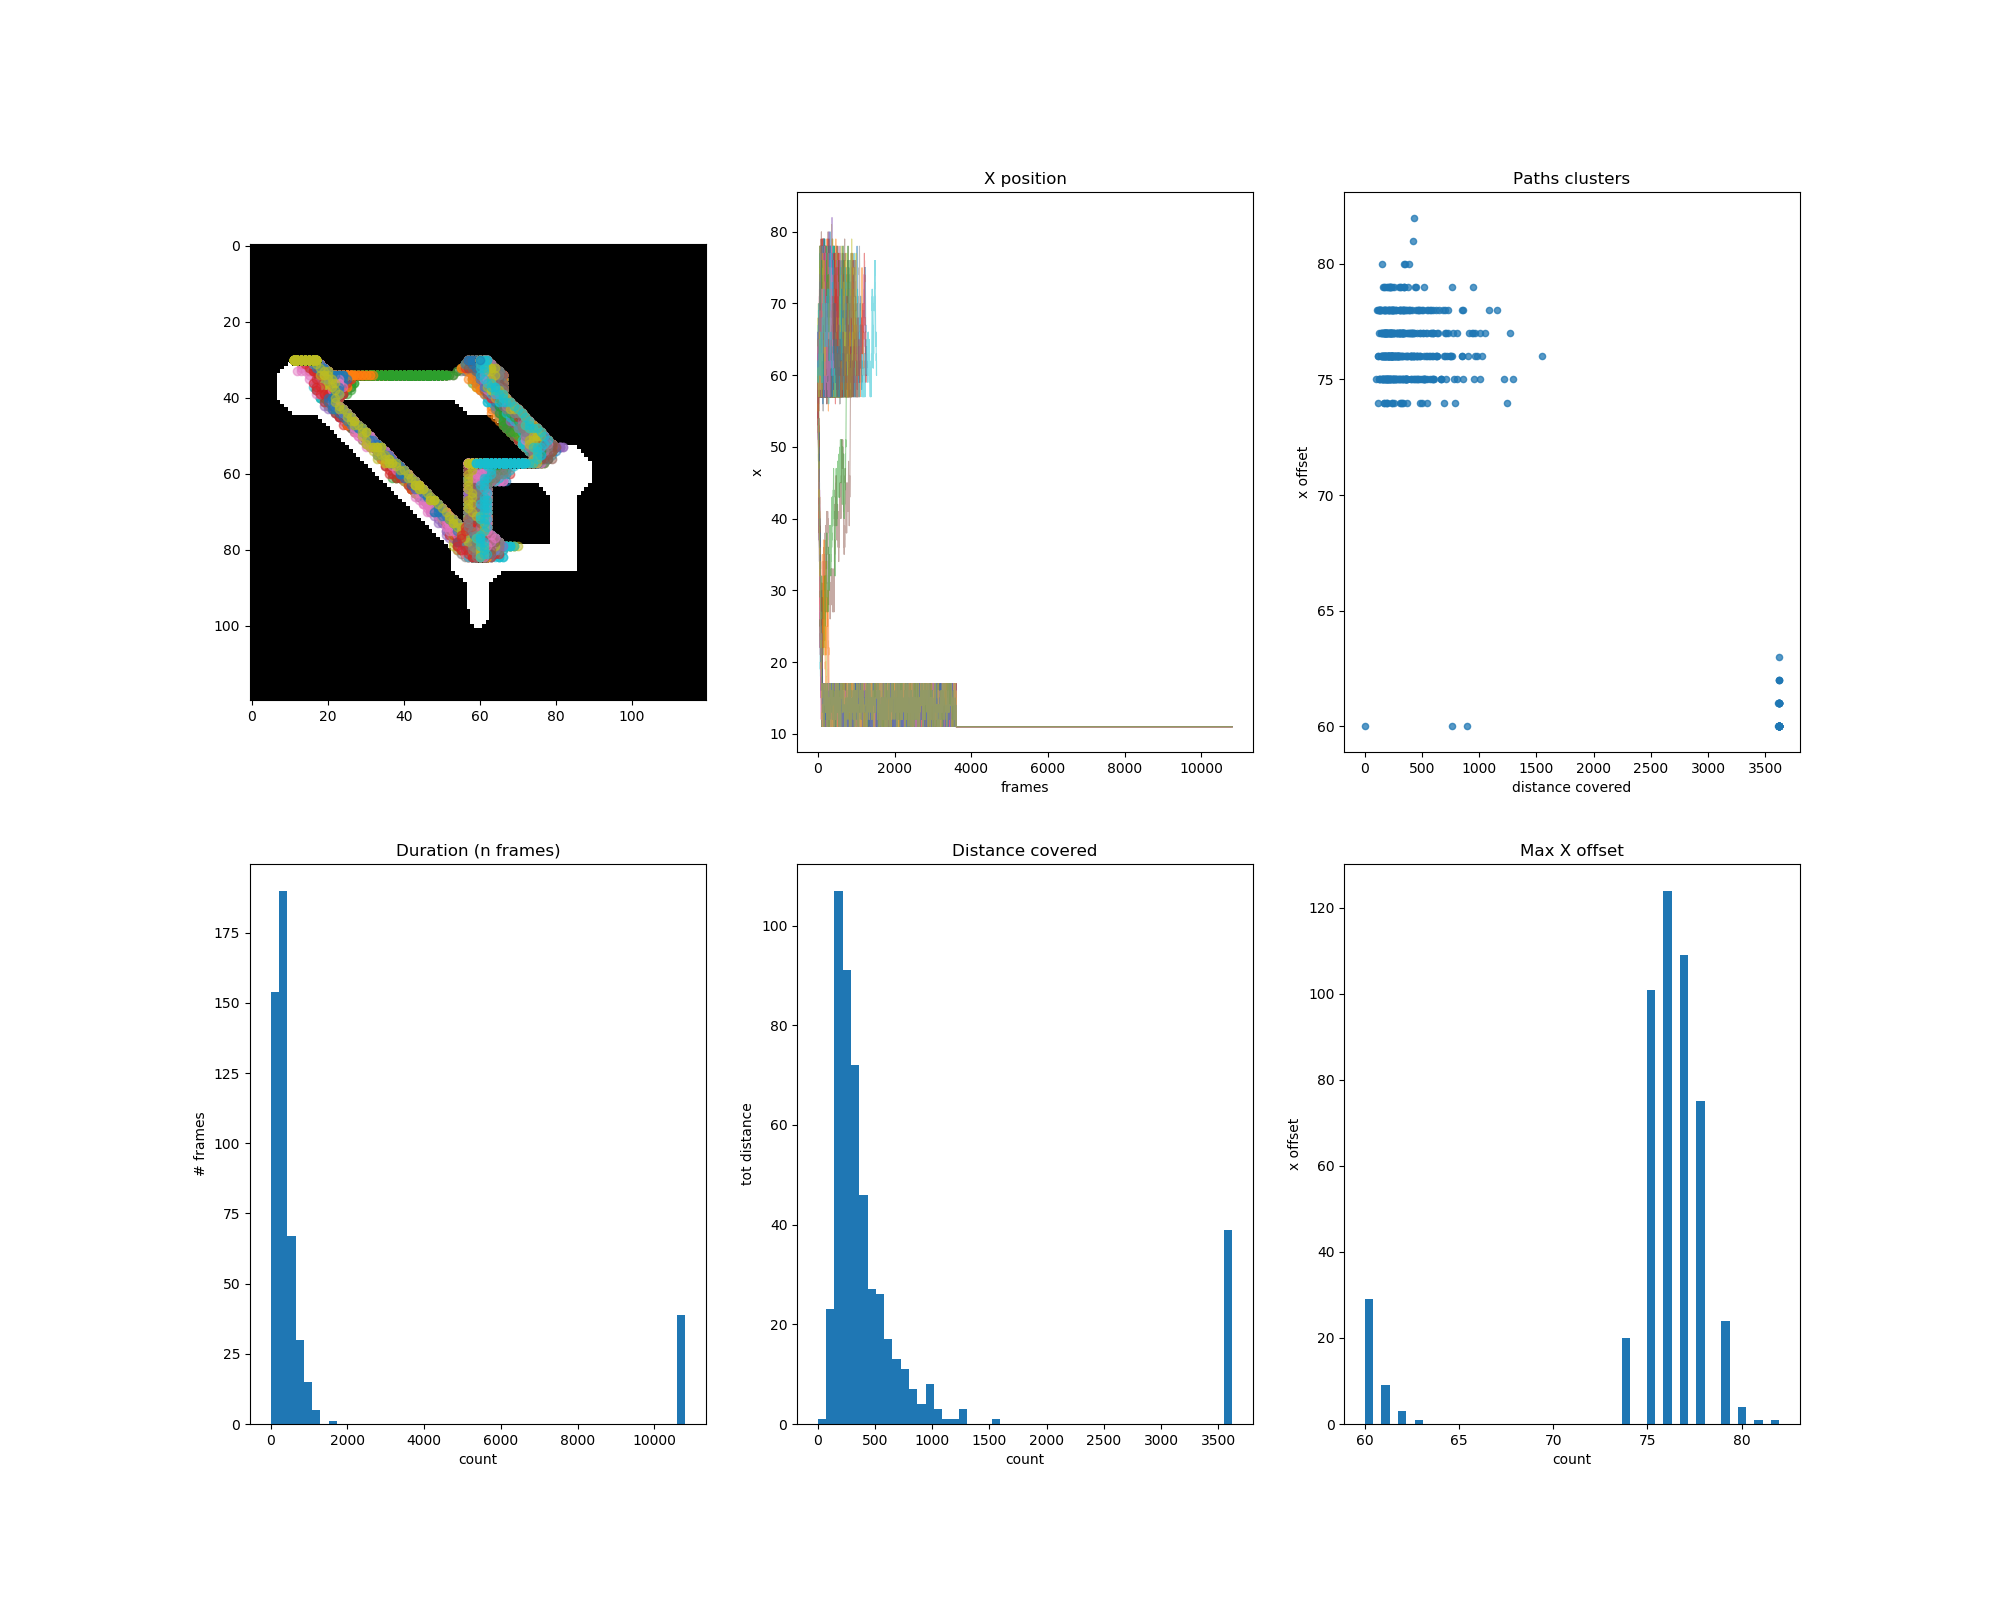 X position
Paths clusters
0
20
40
60
80
100
0 20 40 60 80 100
x
80
70
60
50
40
30
20
10
0 2000 4000 6000 8000 10000
frames
x offset
80
75
70
65
60
0 500 1000 1500 2000 2500 3000 3500
distance covered
Duration (n frames)
# frames
175
150
125
100
75
50
25
0
0 2000 4000 6000 8000 10000
count
Distance covered
tot distance
100
80
60
40
20
0
0 500 1000 1500 2000 2500 3000 3500
count
Max X offset
x offset
120
100
80
60
40
20
0
60 65 70 75 80
count